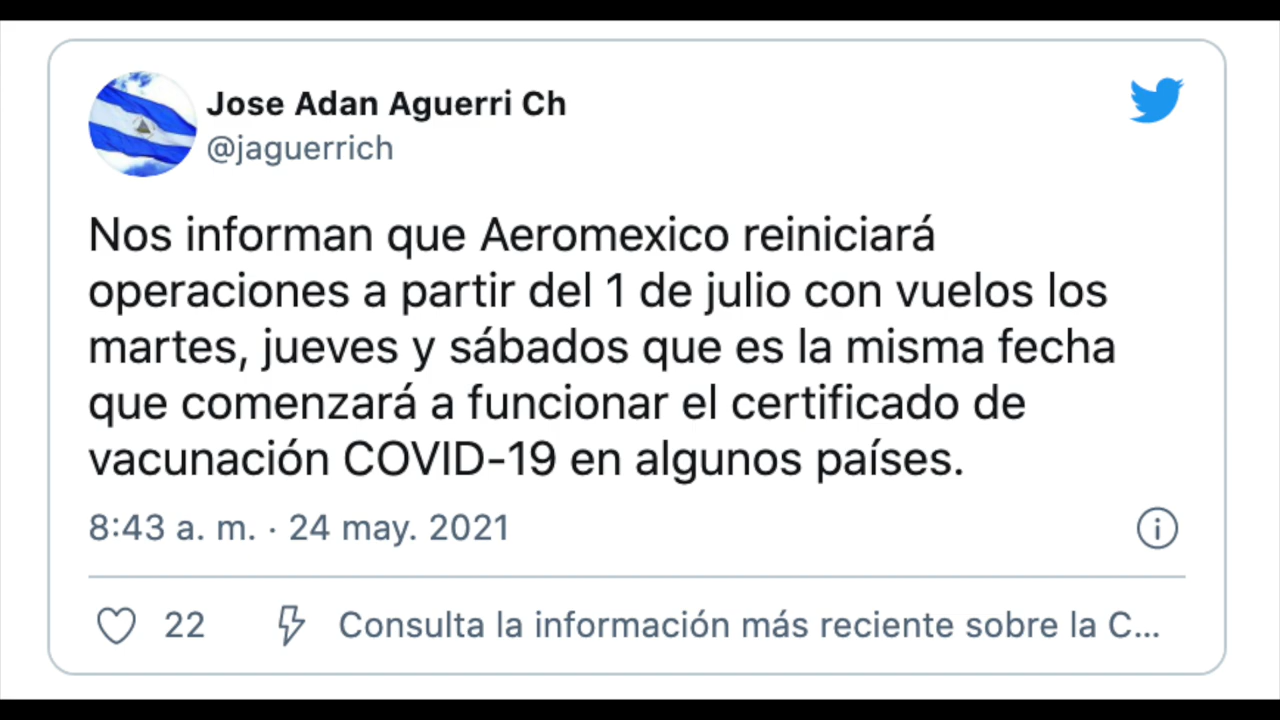 Jose Adan Aguerri Ch
@jaguerrich
Nos informan que Aeromexico reiniciará
operaciones a partir del 1 de julio con vuelos los
martes, jueves y sábados que es la misma fecha
que comenzará a funcionar el certificado de
vacunación COVID-19 en algunos países.
8:43 a. m. · 24 may. 2021
22 Consulta la información más reciente sobre la C...